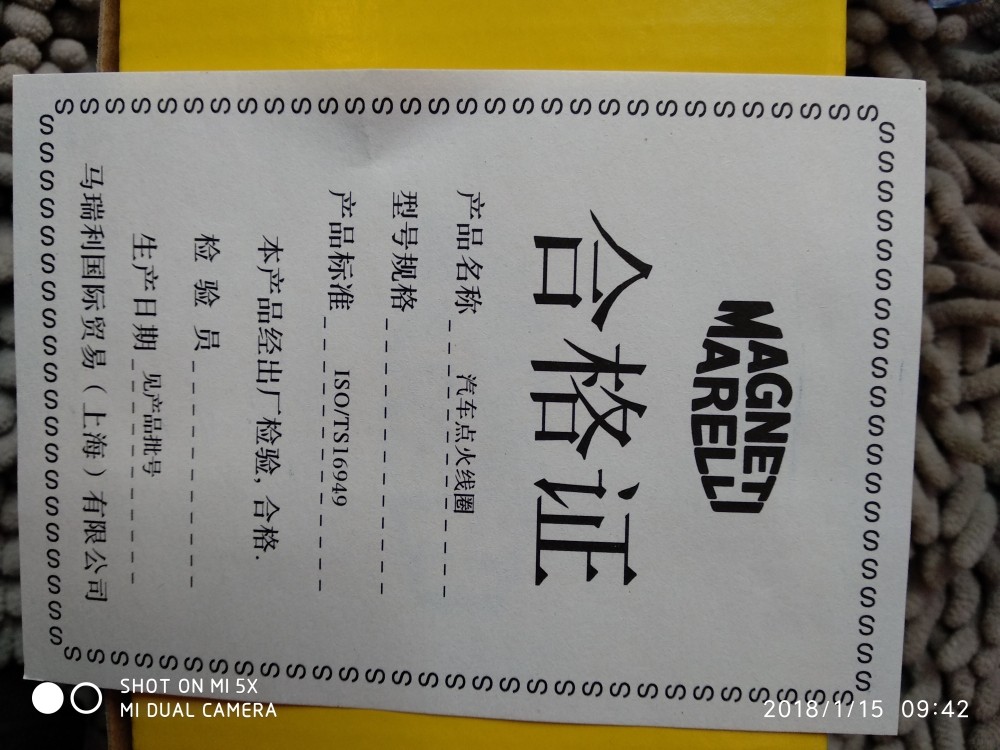 MAGNETI
MARELLI
合格证
产品名称 汽车点火线圈
型号规格
产品标准 ISO/TS16949
本产品经出厂检验, 合格.
检 验 员
生产日期 见产品批号
马瑞利国际贸易（上海）有限公司
SHOT ON MI 5X
MI DUAL CAMERA
2018/1/15 09:42